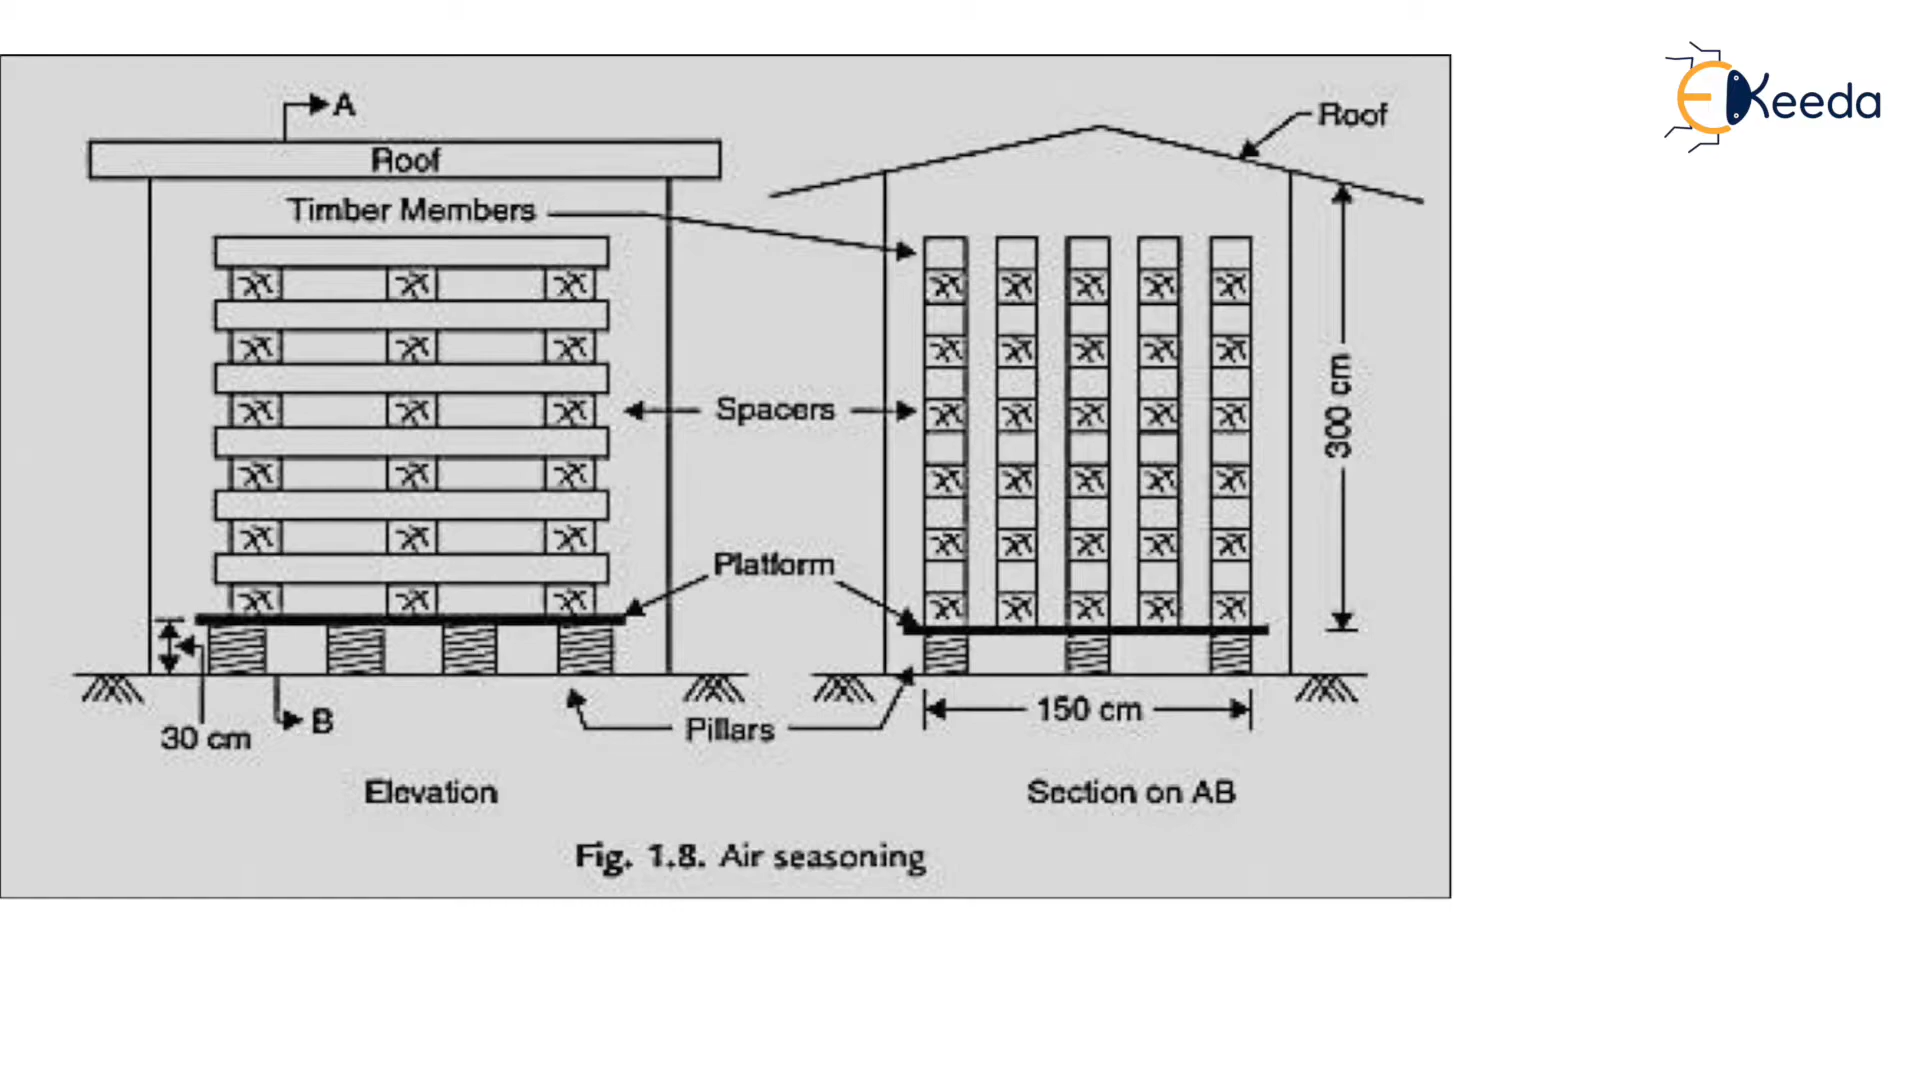 A
Roof
Roof
Timber Members
Spacers
300 cm
Platform
B
30 cm
Pillars
150 cm
Elevation
Section on AB
Fig. 1.8. Air seasoning
EKeeda